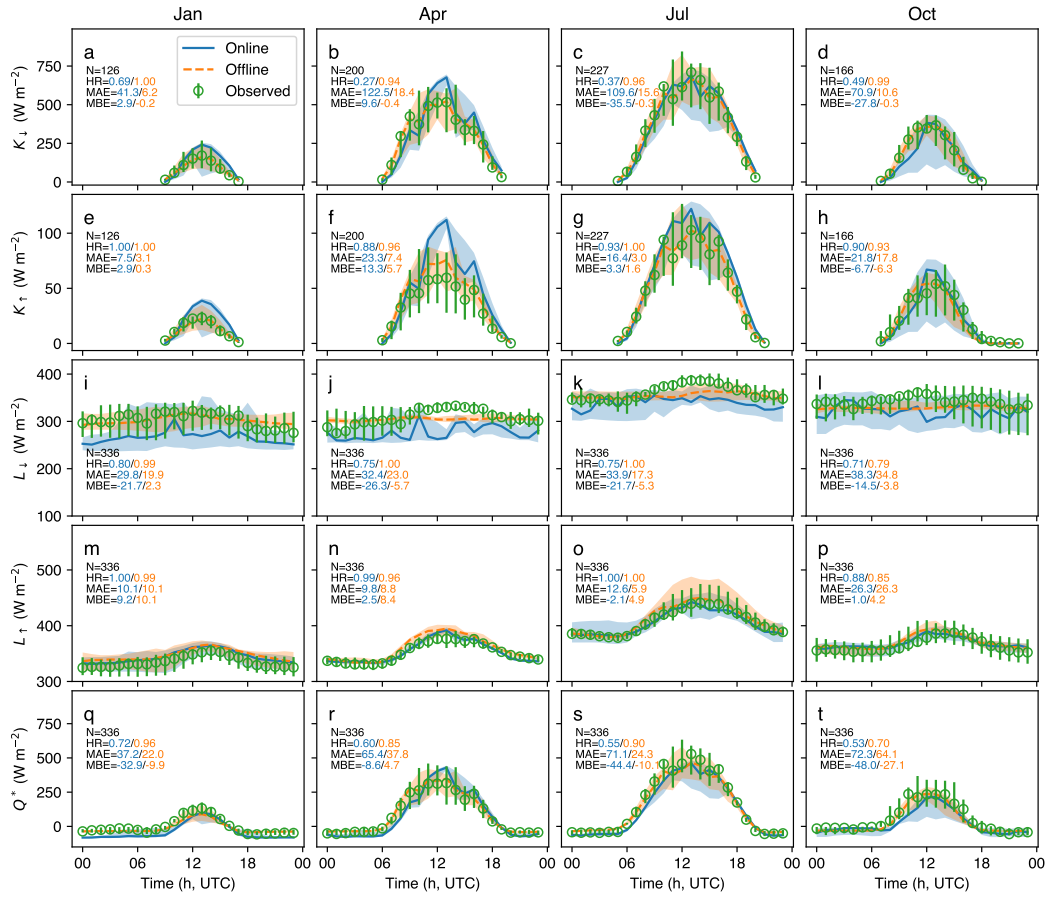 Jan Apr Jul Oct
a
N=126
HR=0.69/1.00
MAE=41.3/6.2
MBE=2.9/-0.2
Online
Offline
Observed
b
N=200
HR=0.27/0.94
MAE=122.5/18.4
MBE=9.6/-0.4
c
N=227
HR=0.37/0.96
MAE=109.6/15.6
MBE=-35.5/-0.3
d
N=166
HR=0.49/0.99
MAE=70.9/10.6
MBE=-27.8/-0.3
K↓ (W m−2)
750
500
250
0
e
N=126
HR=1.00/1.00
MAE=7.5/3.1
MBE=2.9/0.3
f
N=200
HR=0.88/0.96
MAE=23.3/7.4
MBE=13.3/5.7
g
N=227
HR=0.93/1.00
MAE=16.4/3.0
MBE=3.3/1.6
h
N=166
HR=0.90/0.93
MAE=21.8/17.8
MBE=-6.7/-6.3
K↑ (W m−2)
100
50
0
i
N=336
HR=0.80/0.99
MAE=29.8/19.9
MBE=-21.7/2.3
j
N=336
HR=0.75/1.00
MAE=32.4/23.0
MBE=-26.3/-5.7
k
N=336
HR=0.75/1.00
MAE=33.9/17.3
MBE=-21.7/-5.3
l
N=336
HR=0.71/0.79
MAE=38.3/34.8
MBE=-14.5/-3.8
L↓ (W m−2)
400
300
200
100
m
N=336
HR=1.00/0.99
MAE=10.1/10.1
MBE=9.2/10.1
n
N=336
HR=0.99/0.96
MAE=9.8/8.8
MBE=2.5/8.4
o
N=336
HR=1.00/1.00
MAE=12.6/5.9
MBE=-2.1/4.9
p
N=336
HR=0.88/0.85
MAE=26.3/26.3
MBE=1.0/4.2
L↑ (W m−2)
500
400
300
q
N=336
HR=0.72/0.96
MAE=37.2/22.0
MBE=-32.9/-9.9
r
N=336
HR=0.60/0.85
MAE=65.4/37.8
MBE=-8.6/4.7
s
N=336
HR=0.55/0.90
MAE=71.1/24.3
MBE=-44.4/-10.1
t
N=336
HR=0.53/0.70
MAE=72.3/64.1
MBE=-48.0/-27.1
Q* (W m−2)
750
500
250
0
00 06 12 18 00 06 12 18 00 06 12 18 00 06 12 18 00
Time (h, UTC) Time (h, UTC) Time (h, UTC) Time (h, UTC)